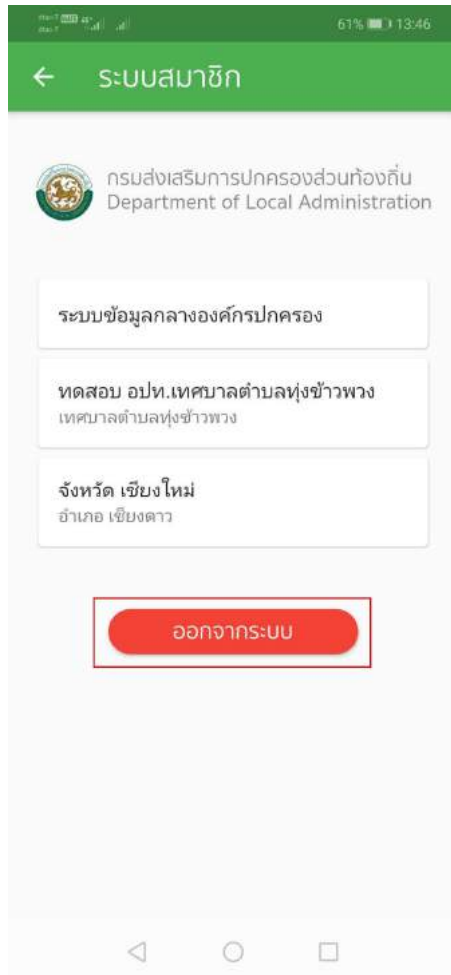 61% 13:46
ระบบสมาชิก
กรมส่งเสริมการปกครองส่วนท้องถิ่น
Department of Local Administration
ระบบข้อมูลกลางองค์กรปกครอง
ทดสอบ อปท.เทศบาลตำบลทุ่งข้าวพวง
เทศบาลตำบลทุ่งข้าวพวง
จังหวัด เชียงใหม่
อำเภอ เชียงดาว
ออกจากระบบ